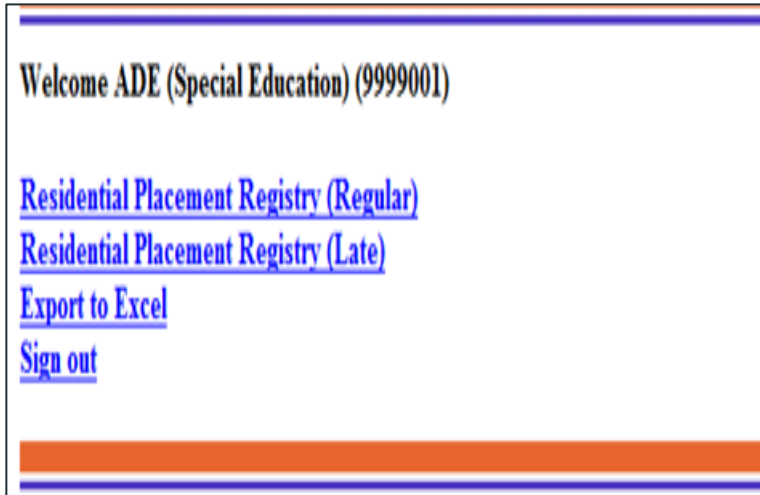 Welcome ADE (Special Education) (9999001)
Residential Placement Registry (Regular)
Residential Placement Registry (Late)
Export to Excel
Sign out